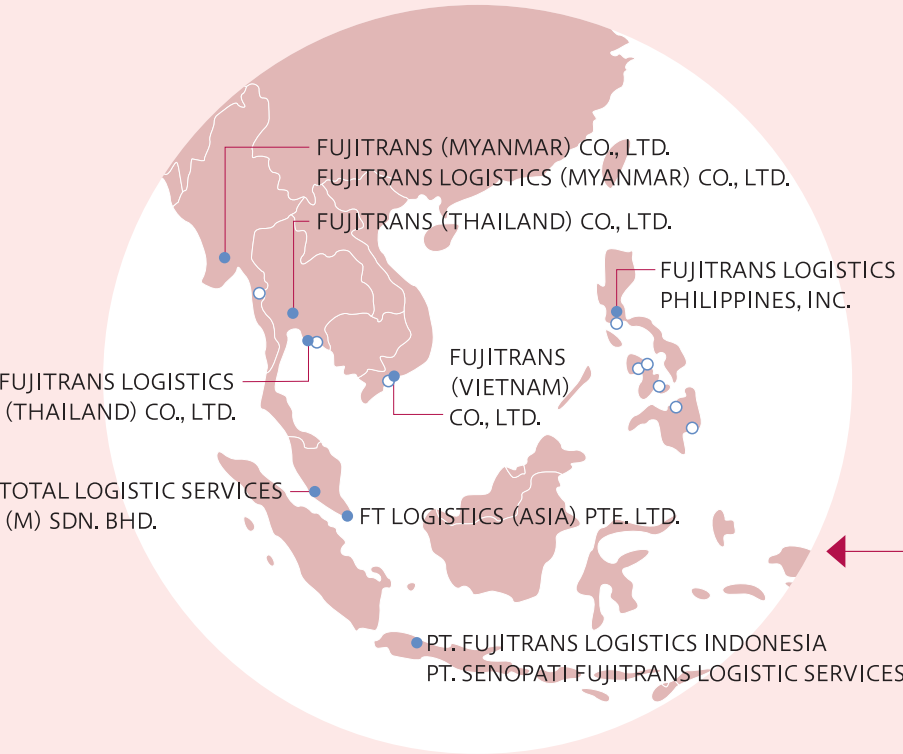 FUJITRANS (MYANMAR) CO., LTD.
FUJITRANS LOGISTICS (MYANMAR) CO., LTD.
FUJITRANS (THAILAND) CO., LTD.
FUJITRANS LOGISTICS
PHILIPPINES, INC.
FUJITRANS LOGISTICS
(THAILAND) CO., LTD.
FUJITRANS
(VIETNAM)
CO., LTD.
TOTAL LOGISTIC SERVICES
(M) SDN. BHD.
FT LOGISTICS (ASIA) PTE. LTD.
PT. FUJITRANS LOGISTICS INDONESIA
PT. SENOPATI FUJITRANS LOGISTIC SERVICES